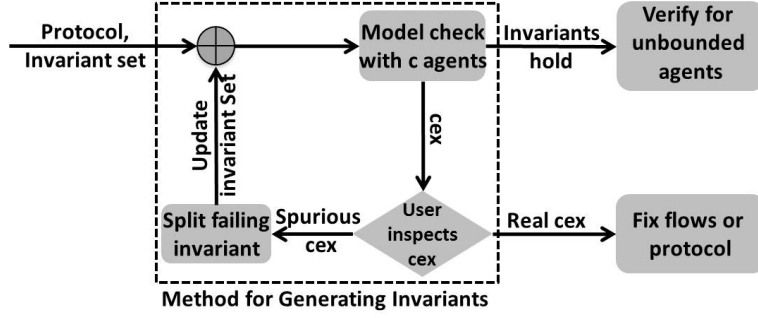 Protocol,
Invariant set
Model check
with c agents
Invariants
hold
Verify for
unbounded
agents
Update
invariant Set
cex
Split failing
invariant
Spurious
cex
User
inspects
cex
Real cex
Fix flows or
protocol
Method for Generating Invariants